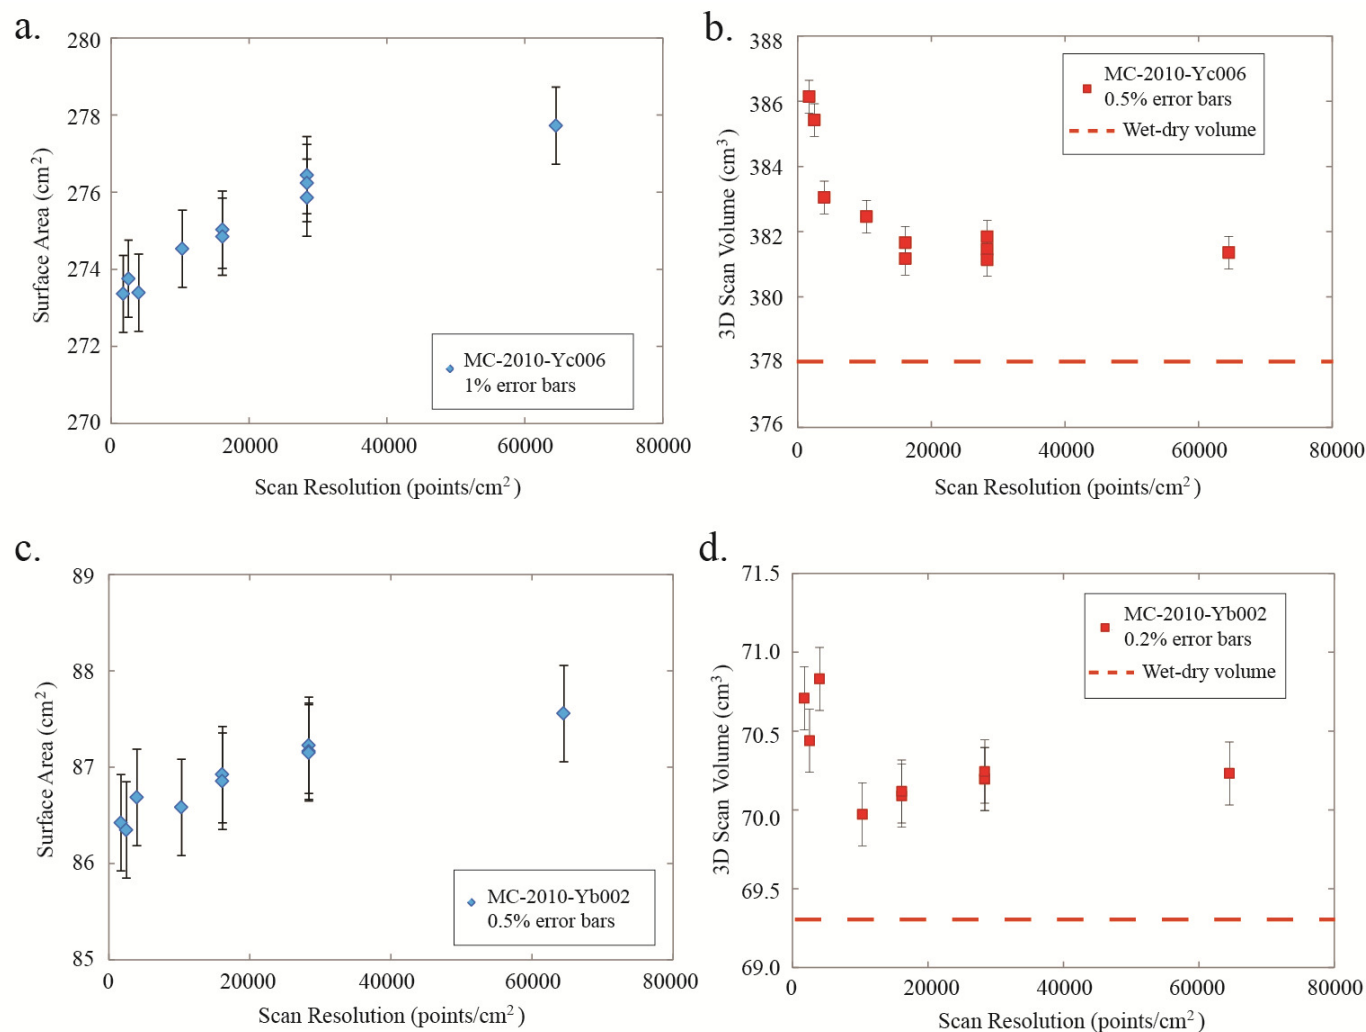 a.
280
278
276
274
272
270
Surface Area (cm²)
MC-2010-Yc006
1% error bars
0 20000 40000 60000 80000
Scan Resolution (points/cm²)
b.
388
386
384
382
380
378
376
3D Scan Volume (cm³)
MC-2010-Yc006
0.5% error bars
Wet-dry volume
0 20000 40000 60000 80000
Scan Resolution (points/cm²)
c.
89
88
87
86
85
Surface Area (cm²)
MC-2010-Yb002
0.5% error bars
0 20000 40000 60000 80000
Scan Resolution (points/cm²)
d.
71.5
71.0
70.5
70.0
69.5
69.0
3D Scan Volume (cm³)
MC-2010-Yb002
0.2% error bars
Wet-dry volume
0 20000 40000 60000 80000
Scan Resolution (points/cm²)